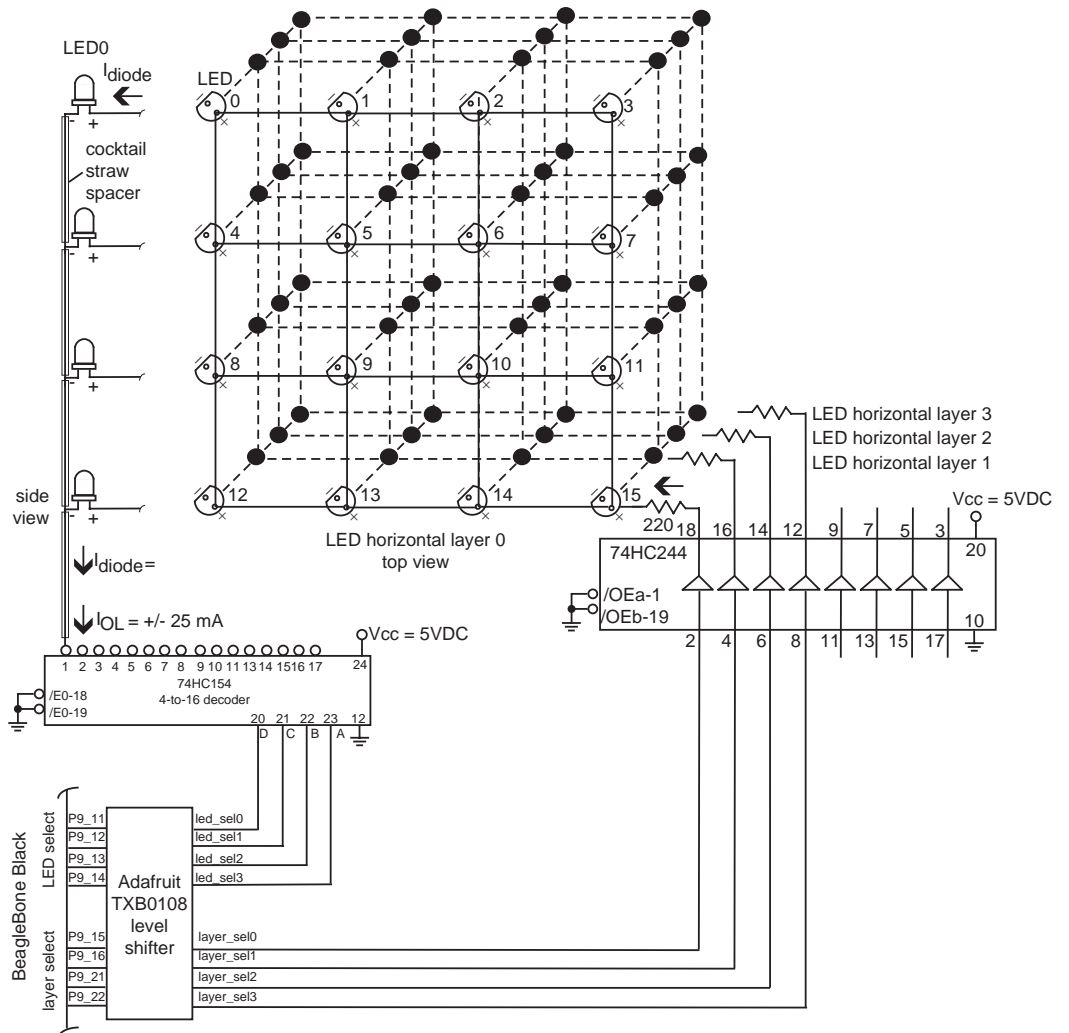 LED0
Idiode
LED
0
1
2
3
- +
cocktail
straw
spacer
- +
4
5
6
7
- +
8
9
10
11
side
view
- +
12
13
14
15
LED horizontal layer 0
top view
LED horizontal layer 3
LED horizontal layer 2
LED horizontal layer 1
220
18 16 14 12 9 7 5 3
Vcc = 5VDC
20
74HC244
/OEa-1
/OEb-19
10
2 4 6 8 11 13 15 17
Idiode=
IOL = +/- 25 mA
Vcc = 5VDC
1 2 3 4 5 6 7 8 9 10 11 13 14 15 16 17 24
74HC154
4-to-16 decoder
/E0-18
/E0-19
20 21 22 23 12
D C B A
BeagleBone Black
LED select
P9_11
P9_12
P9_13
P9_14
layer select
P9_15
P9_16
P9_21
P9_22
Adafruit
TXB0108
level
shifter
led_sel0
led_sel1
led_sel2
led_sel3
layer_sel0
layer_sel1
layer_sel2
layer_sel3